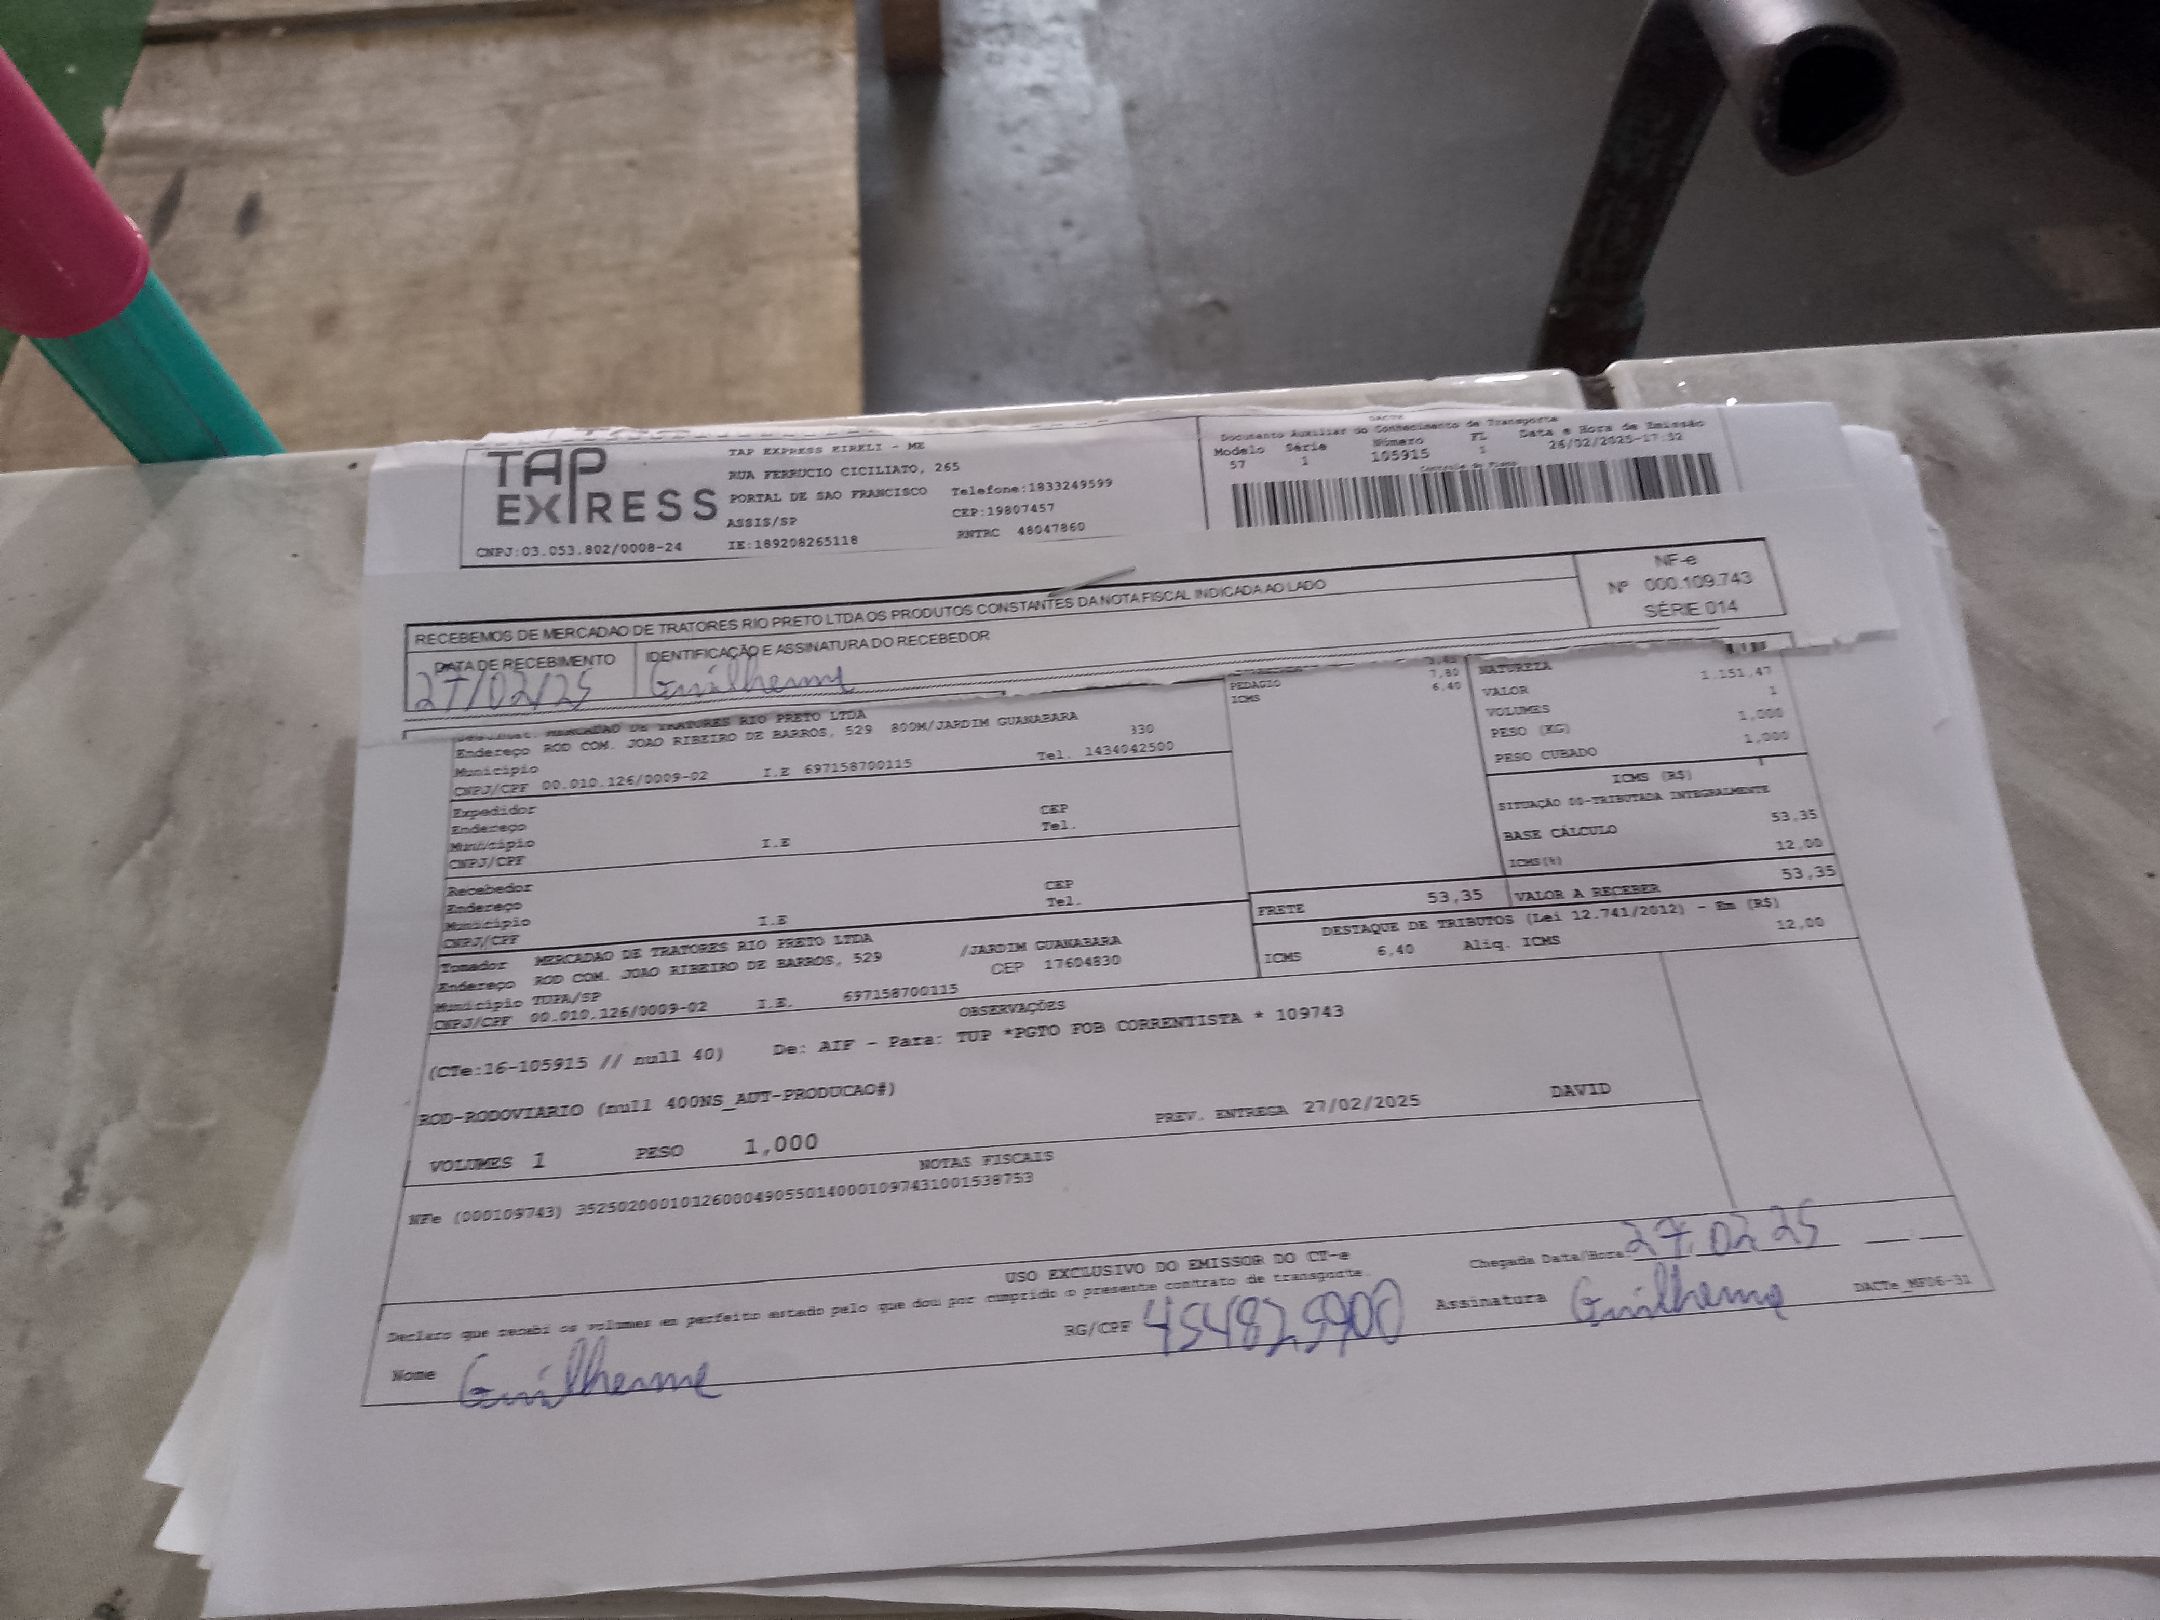 TAP EXPRESS
TAP EXPRESS EIRELI - ME
RUA FERRUCIO CICILIATO, 265
PORTAL DE SAO FRANCISCO Telefone:1833249599
ASSIS/SP CEP:19807457
CNPJ:03.053.802/0008-24 IE:189208265118 RNTRC 48047860
DACTE
Documento Auxiliar do Conhecimento de Transporte
Modelo Série Número FL Data e Hora de Emissão
57 1 105915 1 26/02/2025-17:32
RECEBEMOS DE MERCADAO DE TRATORES RIO PRETO LTDA OS PRODUTOS CONSTANTES DA NOTA FISCAL INDICADA AO LADO
NF-e
Nº 000.109.743
SÉRIE 014
DATA DE RECEBIMENTO IDENTIFICAÇÃO E ASSINATURA DO RECEBEDOR
27/02/25 Guilherme
MERCADAO DE TRATORES RIO PRETO LTDA
Endereço ROD COM. JOAO RIBEIRO DE BARROS, 529 800M/JARDIM GUANABARA
Município 330
CNPJ/CPF 00.010.126/0009-02 I.E 697158700115 Tel. 1434042500
Expedidor
Endereço CEP
Município Tel.
CNPJ/CPF I.E
Recebedor
Endereço CEP
Município Tel.
CNPJ/CPF I.E
Tomador MERCADAO DE TRATORES RIO PRETO LTDA
Endereço ROD COM. JOAO RIBEIRO DE BARROS, 529 /JARDIM GUANABARA
Município TUPA/SP CEP 17604830
CNPJ/CPF 00.010.126/0009-02 I.E. 697158700115
PEDAGIO 7,80
ICMS 6,40
NATUREZA
VALOR 1.151,47
VOLUMES 1
PESO (KG) 1,000
PESO CUBADO 1,000
ICMS (R$)
SITUAÇÃO 00-TRIBUTADA INTEGRALMENTE
BASE CÁLCULO 53,35
ICMS(%) 12,00
FRETE 53,35 VALOR A RECEBER 53,35
DESTAQUE DE TRIBUTOS (Lei 12.741/2012) - Em (R$)
ICMS 6,40 Aliq. ICMS 12,00
OBSERVAÇÕES
(CTe:16-105915 // null 40) De: AIF - Para: TUP *PGTO FOB CORRENTISTA * 109743
ROD-RODOVIARIO (null 400NS_AUT-PRODUCAO#)
VOLUMES 1 PESO 1,000 PREV. ENTREGA 27/02/2025 DAVID
NOTAS FISCAIS
NFe (000109743) 35250200010126000490550140001097431001538753
USO EXCLUSIVO DO EMISSOR DO CT-e
Declaro que recebi os volumes em perfeito estado pelo que dou por cumprido o presente contrato de transporte.
Chegada Data/Hora 27.02 25
Nome Guilherme RG/CPF Assinatura Guilherme
DACTe_MF06-31